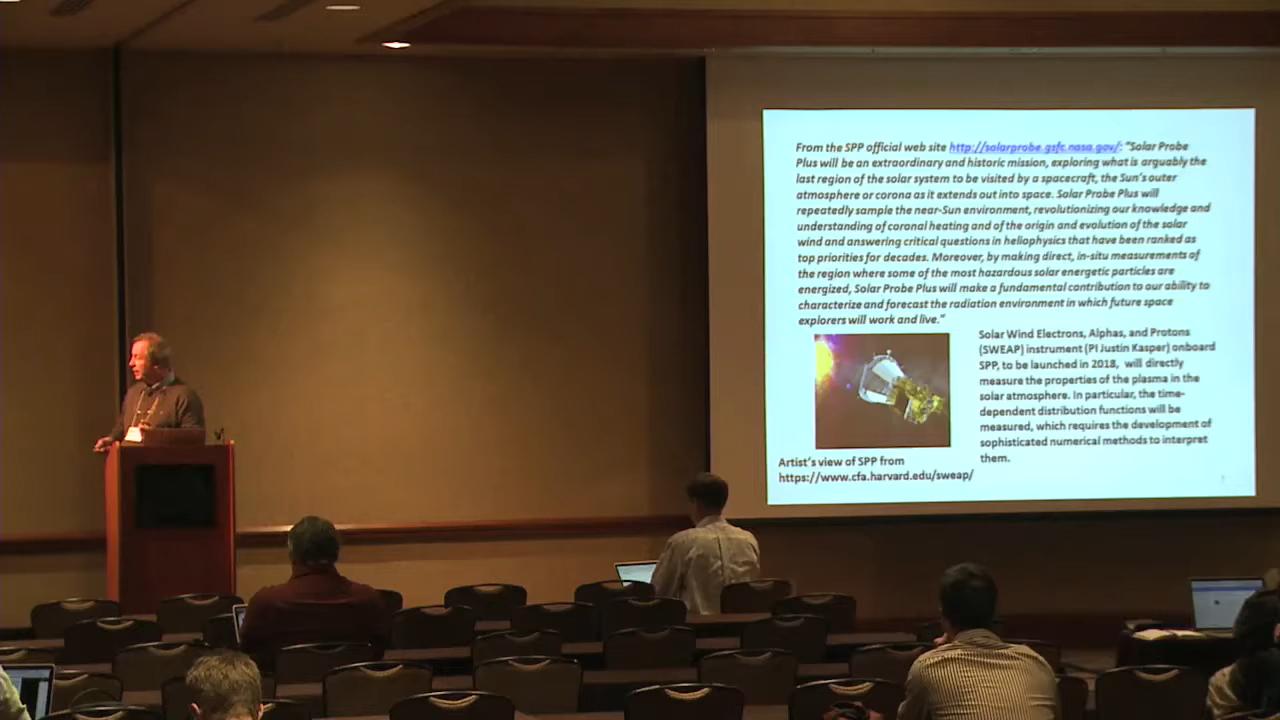 From the SPP official web site http://solarprobe.gsfc.nasa.gov/: “Solar Probe
Plus will be an extraordinary and historic mission, exploring what is arguably the
last region of the solar system to be visited by a spacecraft, the Sun’s outer
atmosphere or corona as it extends out into space. Solar Probe Plus will
repeatedly sample the near-Sun environment, revolutionizing our knowledge and
understanding of coronal heating and of the origin and evolution of the solar
wind and answering critical questions in heliophysics that have been ranked as
top priorities for decades. Moreover, by making direct, in-situ measurements of
the region where some of the most hazardous solar energetic particles are
energized, Solar Probe Plus will make a fundamental contribution to our ability to
characterize and forecast the radiation environment in which future space
explorers will work and live.”
Solar Wind Electrons, Alphas, and Protons
(SWEAP) instrument (PI Justin Kasper) onboard
SPP, to be launched in 2018, will directly
measure the properties of the plasma in the
solar atmosphere. In particular, the time-
dependent distribution functions will be
measured, which requires the development of
sophisticated numerical methods to interpret
them.
Artist’s view of SPP from
https://www.cfa.harvard.edu/sweap/